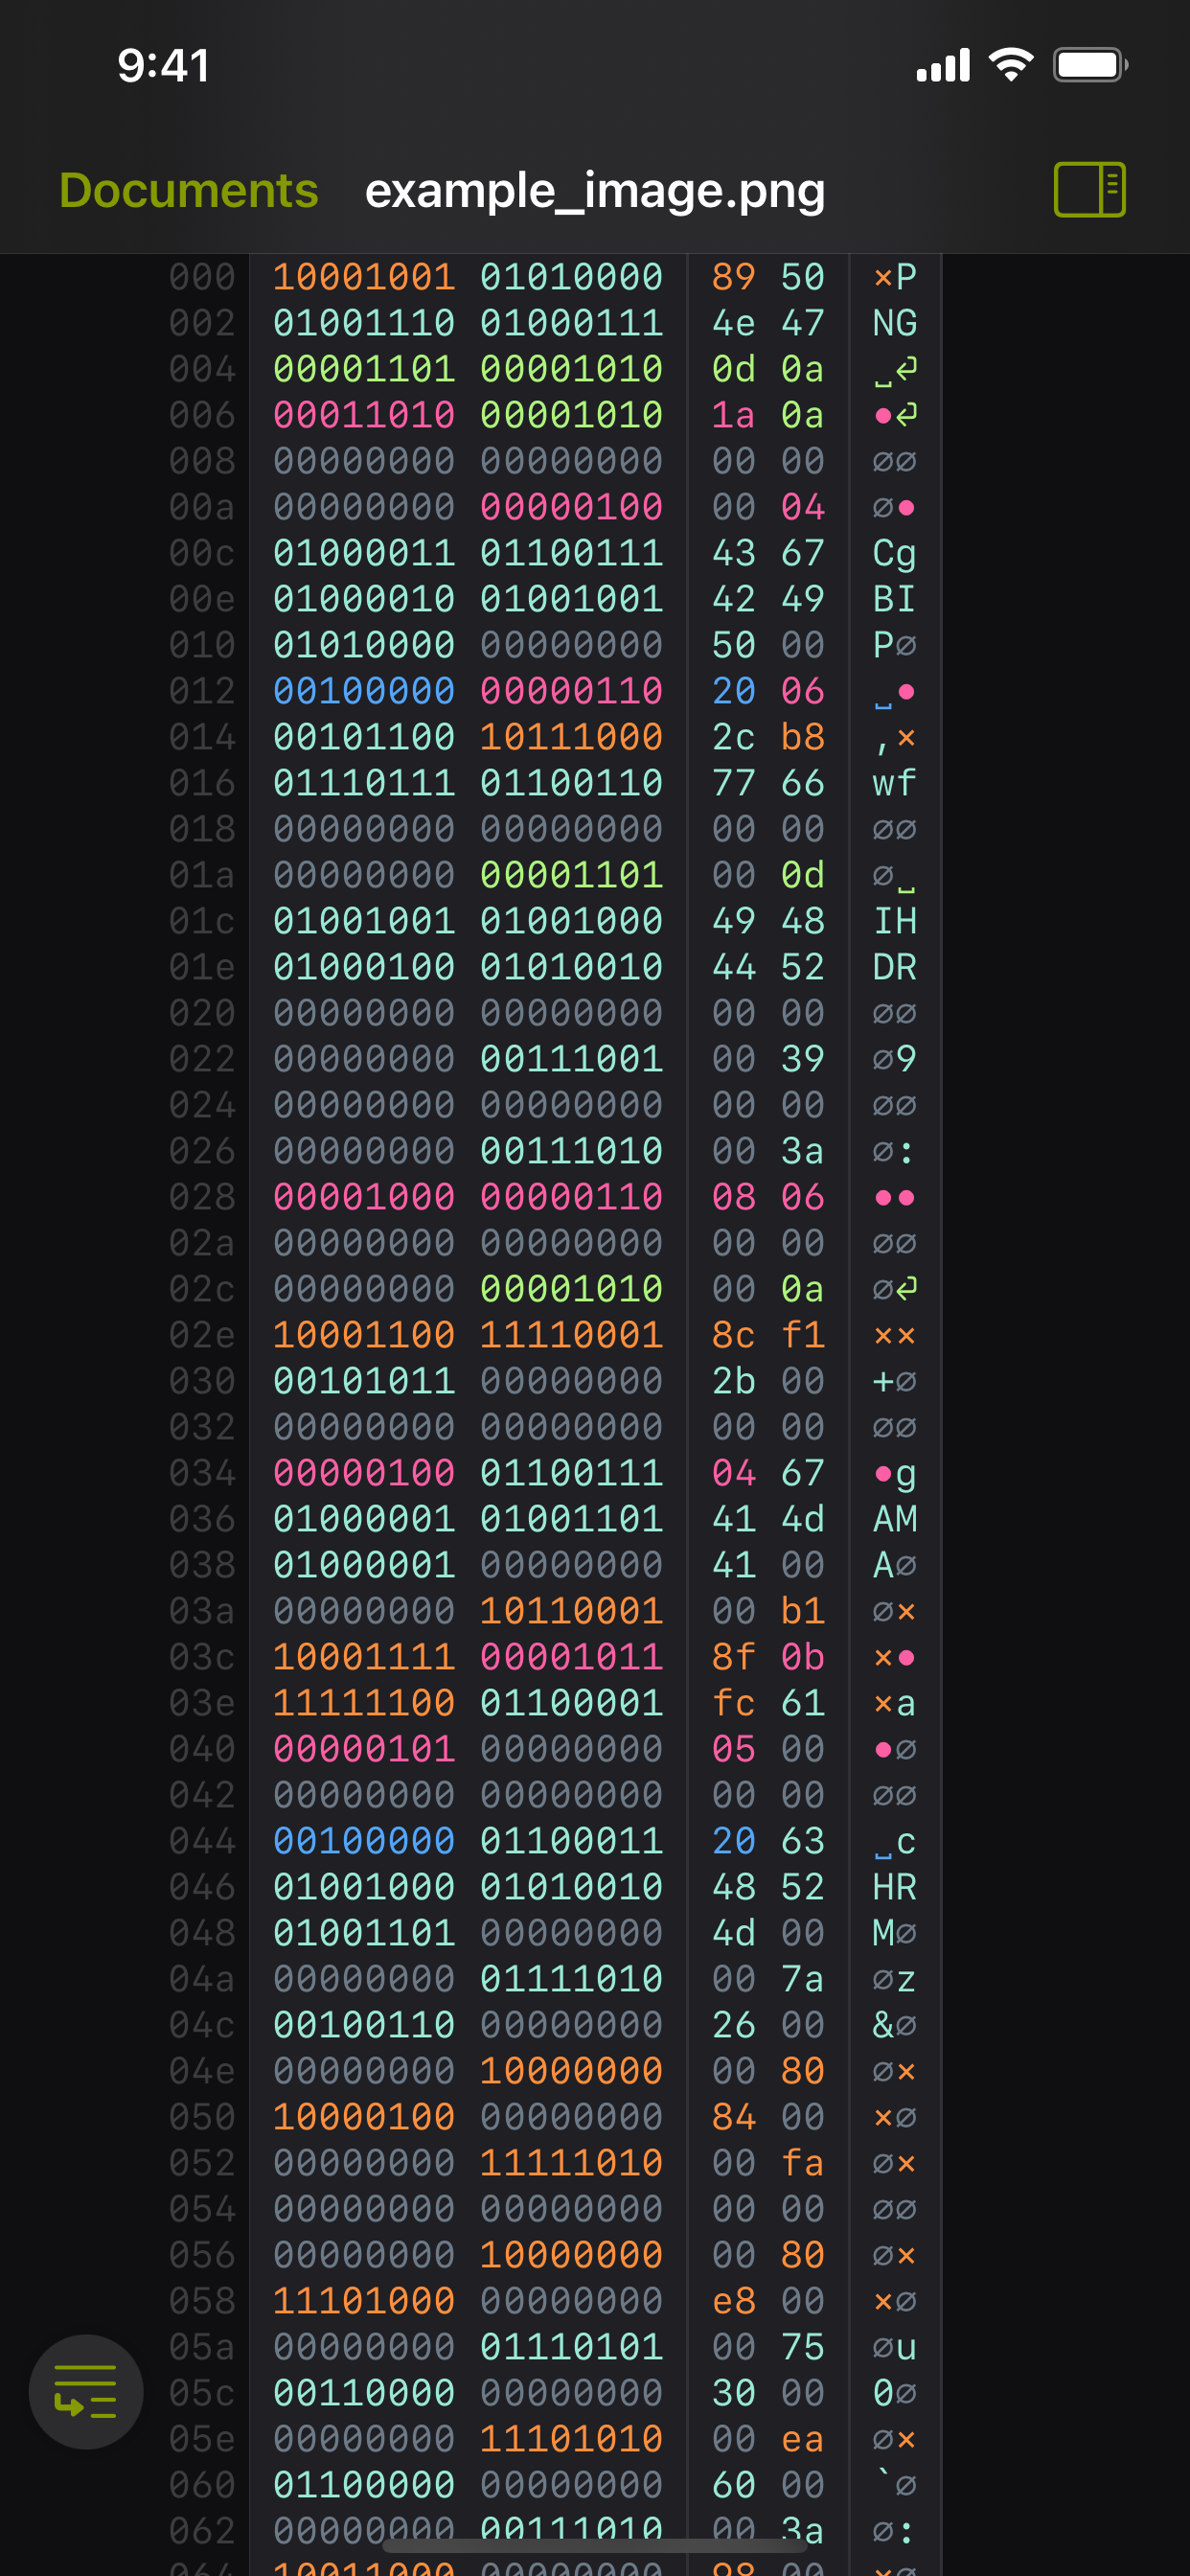 9:41
Documents example_image.png
000 10001001 01010000 89 50 ×P
002 01001110 01000111 4e 47 NG
004 00001101 00001010 0d 0a ␣⏎
006 00011010 00001010 1a 0a •⏎
008 00000000 00000000 00 00 ∅∅
00a 00000000 00000100 00 04 ∅•
00c 01000011 01100111 43 67 Cg
00e 01000010 01001001 42 49 BI
010 01010000 00000000 50 00 P∅
012 00100000 00000110 20 06 ␣•
014 00101100 10111000 2c b8 ,×
016 01110111 01100110 77 66 wf
018 00000000 00000000 00 00 ∅∅
01a 00000000 00001101 00 0d ∅␣
01c 01001001 01001000 49 48 IH
01e 01000100 01010010 44 52 DR
020 00000000 00000000 00 00 ∅∅
022 00000000 00111001 00 39 ∅9
024 00000000 00000000 00 00 ∅∅
026 00000000 00111010 00 3a ∅:
028 00001000 00000110 08 06 ••
02a 00000000 00000000 00 00 ∅∅
02c 00000000 00001010 00 0a ∅⏎
02e 10001100 11110001 8c f1 ××
030 00101011 00000000 2b 00 +∅
032 00000000 00000000 00 00 ∅∅
034 00000100 01100111 04 67 •g
036 01000001 01001101 41 4d AM
038 01000001 00000000 41 00 A∅
03a 00000000 10110001 00 b1 ∅×
03c 10001111 00001011 8f 0b ×•
03e 11111100 01100001 fc 61 ×a
040 00000101 00000000 05 00 •∅
042 00000000 00000000 00 00 ∅∅
044 00100000 01100011 20 63 ␣c
046 01001000 01010010 48 52 HR
048 01001101 00000000 4d 00 M∅
04a 00000000 01111010 00 7a ∅z
04c 00100110 00000000 26 00 &∅
04e 00000000 10000000 00 80 ∅×
050 10000100 00000000 84 00 ×∅
052 00000000 11111010 00 fa ∅×
054 00000000 00000000 00 00 ∅∅
056 00000000 10000000 00 80 ∅×
058 11101000 00000000 e8 00 ×∅
05a 00000000 01110101 00 75 ∅u
05c 00110000 00000000 30 00 0∅
05e 00000000 11101010 00 ea ∅×
060 01100000 00000000 60 00 `∅
062 00000000 00111010 00 3a ∅:
064 10011000 00000000 98 00 ×∅